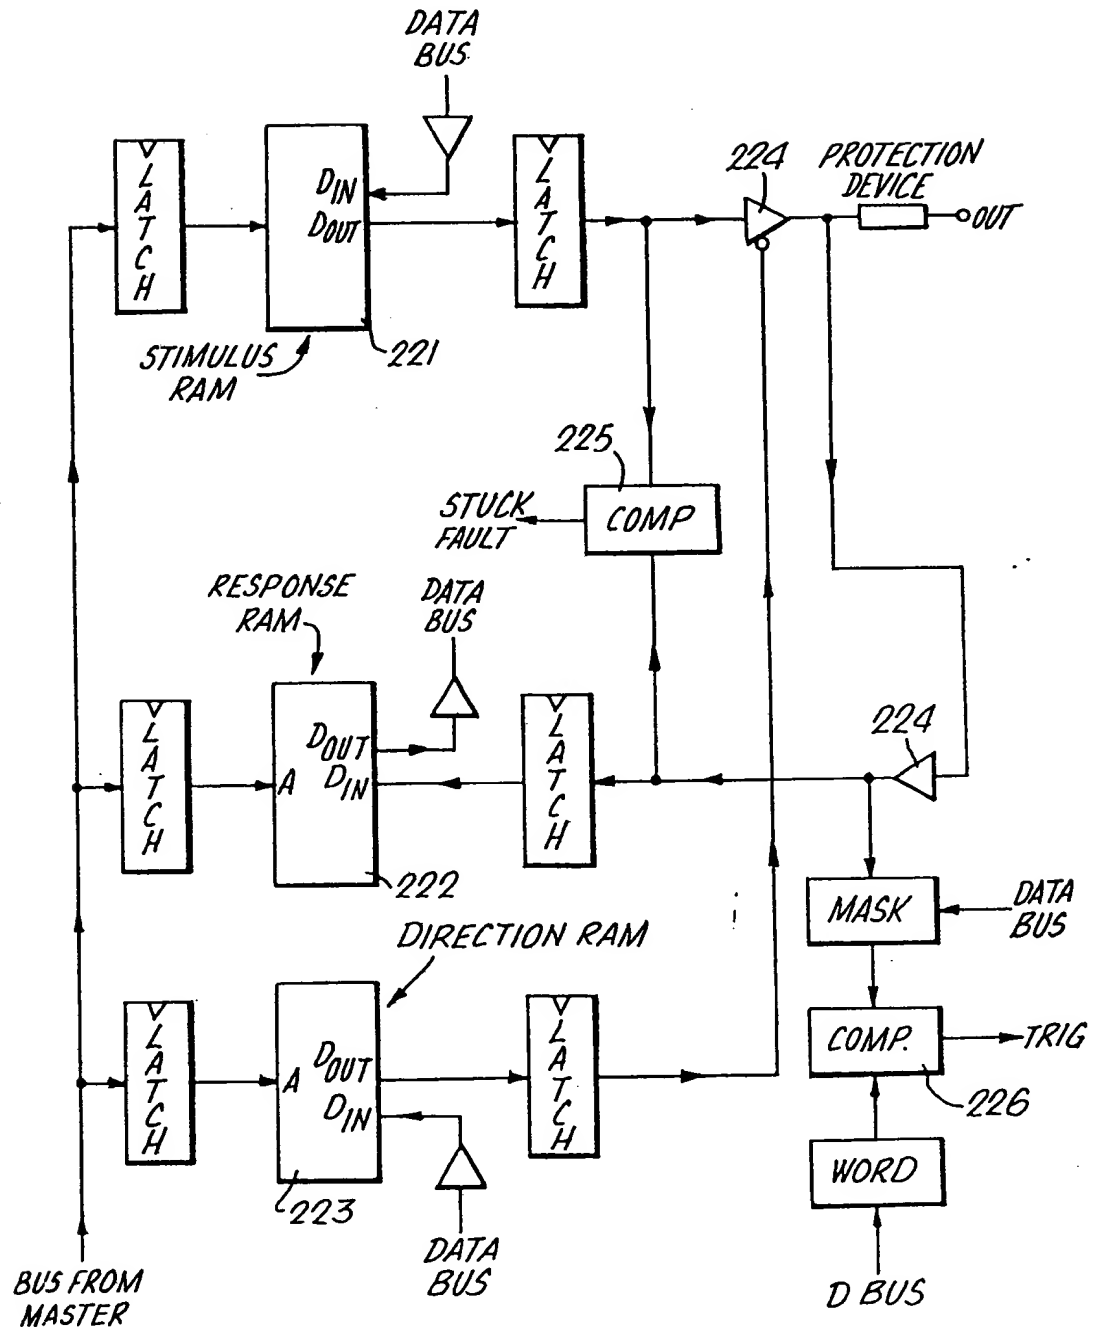 DATA
BUS
LATCH
DIN
DOUT
LATCH
224
PROTECTION
DEVICE
OUT
STIMULUS
RAM
221
225
COMP
STUCK
FAULT
RESPONSE
RAM
DATA
BUS
LATCH
A
DOUT
DIN
LATCH
224
222
MASK
DATA
BUS
DIRECTION RAM
LATCH
A
DOUT
DIN
LATCH
COMP.
TRIG
226
WORD
223
DATA
BUS
BUS FROM
MASTER
D BUS